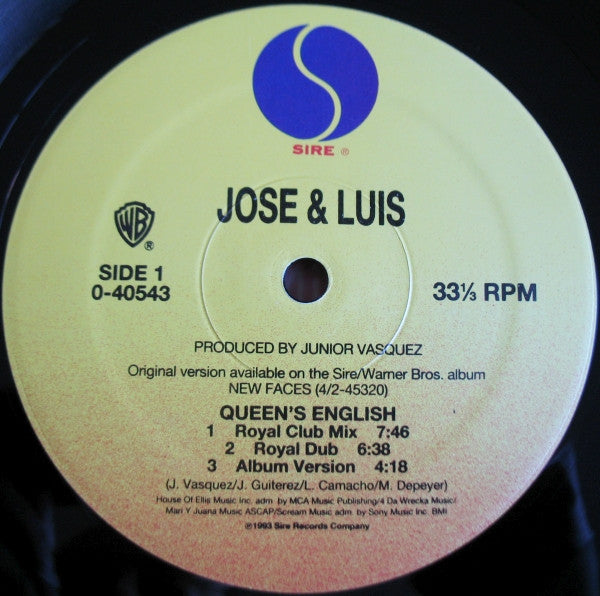 SIRE ®
JOSE & LUIS
WB
®
SIDE 1
0-40543
33⅓ RPM
PRODUCED BY JUNIOR VASQUEZ
Original version available on the Sire/Warner Bros. album
NEW FACES (4/2-45320)
QUEEN'S ENGLISH
1 Royal Club Mix 7:46
2 Royal Dub 6:38
3 Album Version 4:18
(J. Vasquez/J. Guiterez/L. Camacho/M. Depeyer)
House Of Ellis Music Inc. adm. by MCA Music Publishing/4 Da Wrecka Music/
Mari Y Juana Music ASCAP/Scream Music adm. by Sony Music Inc. BMI
©1993 Sire Records Company